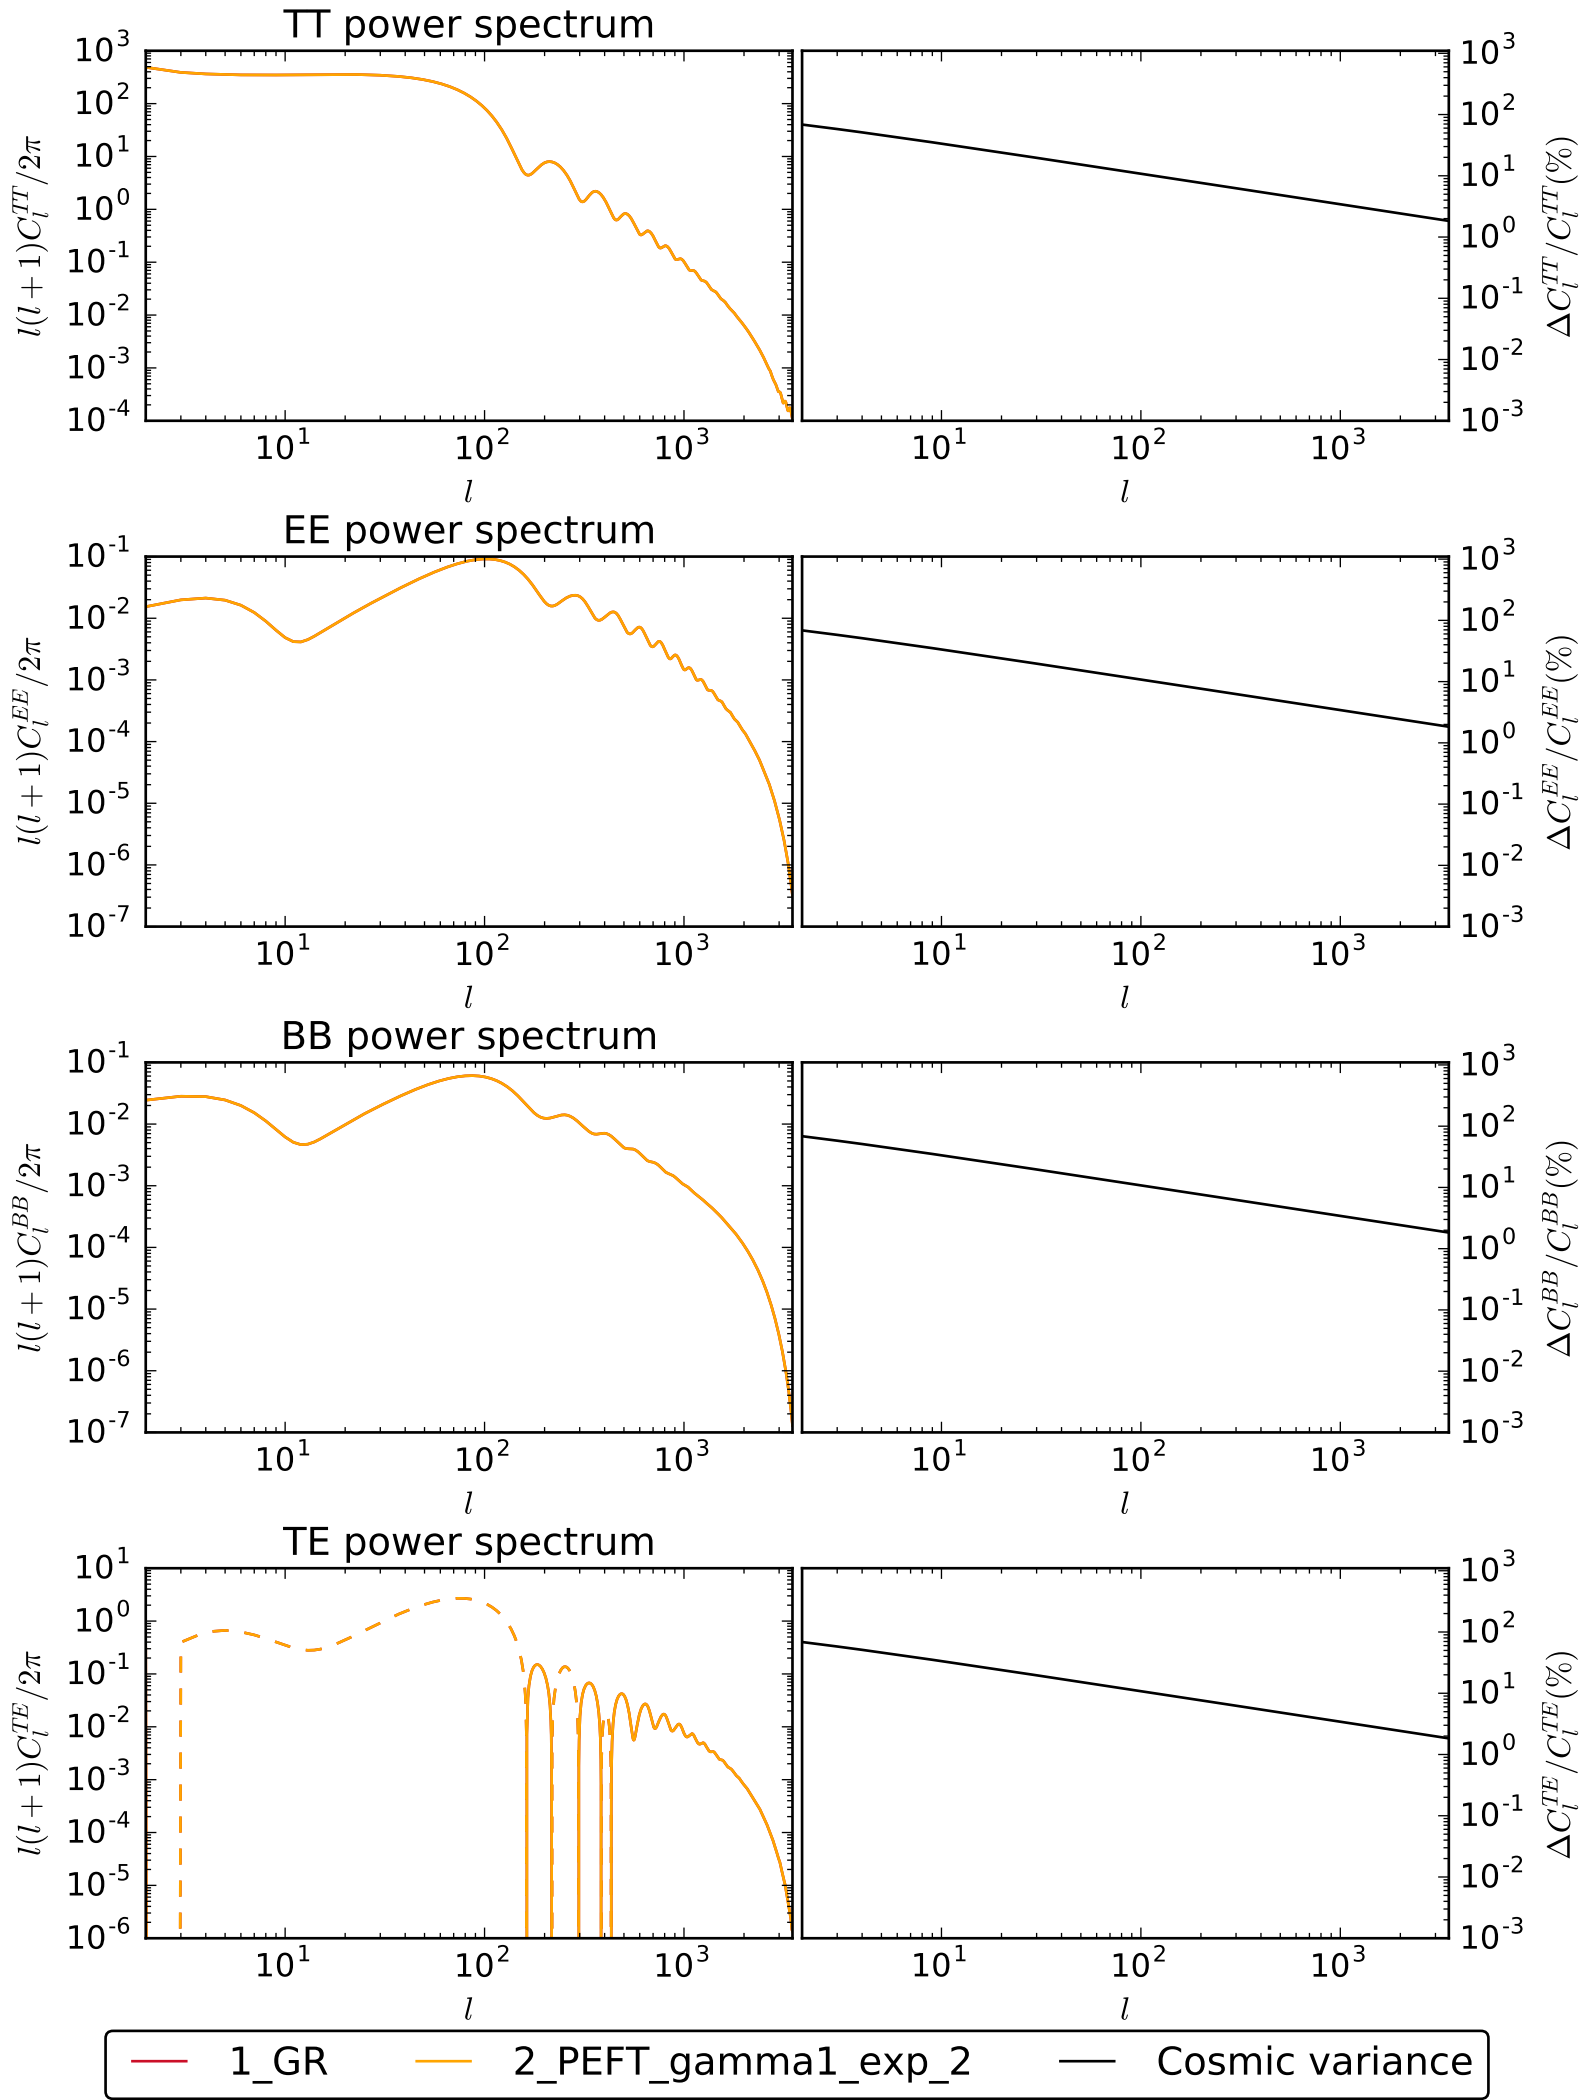 TT power spectrum
10^3
10^2
10^1
10^0
10^-1
10^-2
10^-3
10^-4
l(l+1)C_l^{TT}/2π
10^1 10^2 10^3
l
10^3
10^2
10^1
10^0
10^-1
10^-2
10^-3
ΔC_l^{TT}/C_l^{TT}(%)
10^1 10^2 10^3
l
EE power spectrum
10^-1
10^-2
10^-3
10^-4
10^-5
10^-6
10^-7
l(l+1)C_l^{EE}/2π
10^1 10^2 10^3
l
10^3
10^2
10^1
10^0
10^-1
10^-2
10^-3
ΔC_l^{EE}/C_l^{EE}(%)
10^1 10^2 10^3
l
BB power spectrum
10^-1
10^-2
10^-3
10^-4
10^-5
10^-6
10^-7
l(l+1)C_l^{BB}/2π
10^1 10^2 10^3
l
10^3
10^2
10^1
10^0
10^-1
10^-2
10^-3
ΔC_l^{BB}/C_l^{BB}(%)
10^1 10^2 10^3
l
TE power spectrum
10^1
10^0
10^-1
10^-2
10^-3
10^-4
10^-5
10^-6
l(l+1)C_l^{TE}/2π
10^1 10^2 10^3
l
10^3
10^2
10^1
10^0
10^-1
10^-2
10^-3
ΔC_l^{TE}/C_l^{TE}(%)
10^1 10^2 10^3
l
1_GR 2_PEFT_gamma1_exp_2 Cosmic variance